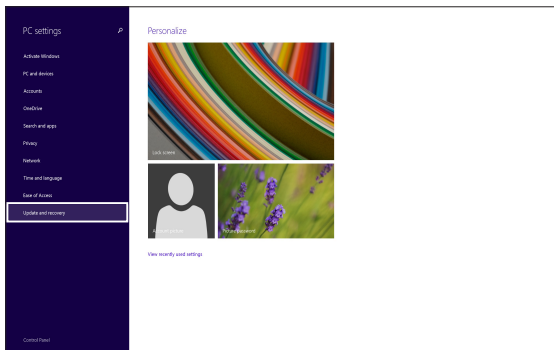 PC settings
Activate Windows
PC and devices
Accounts
OneDrive
Search and apps
Privacy
Network
Time and language
Ease of Access
Update and recovery
Control Panel
Personalize
Lock screen
Account picture
Picture password
View recently used settings